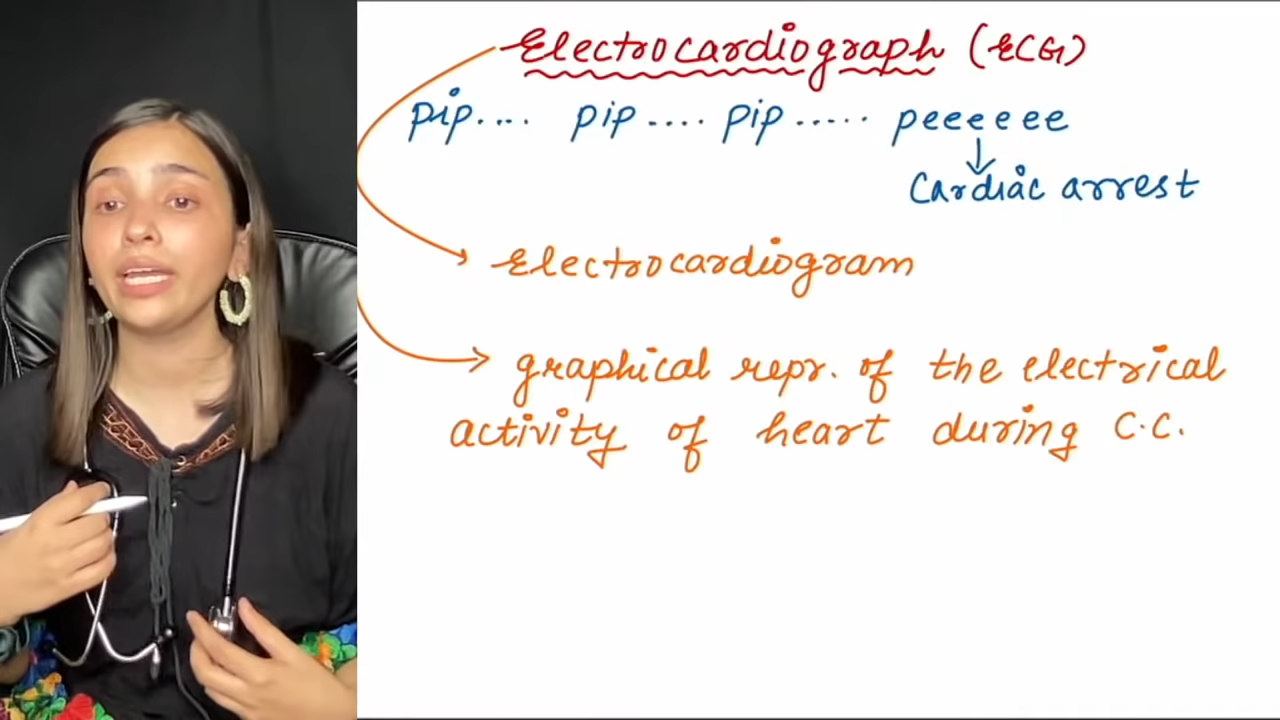 Electrocardiograph (ECG)
pip.... pip.... pip..... peeeeee
Cardiac arrest
Electrocardiogram
graphical repr. of the electrical
activity of heart during C.C.